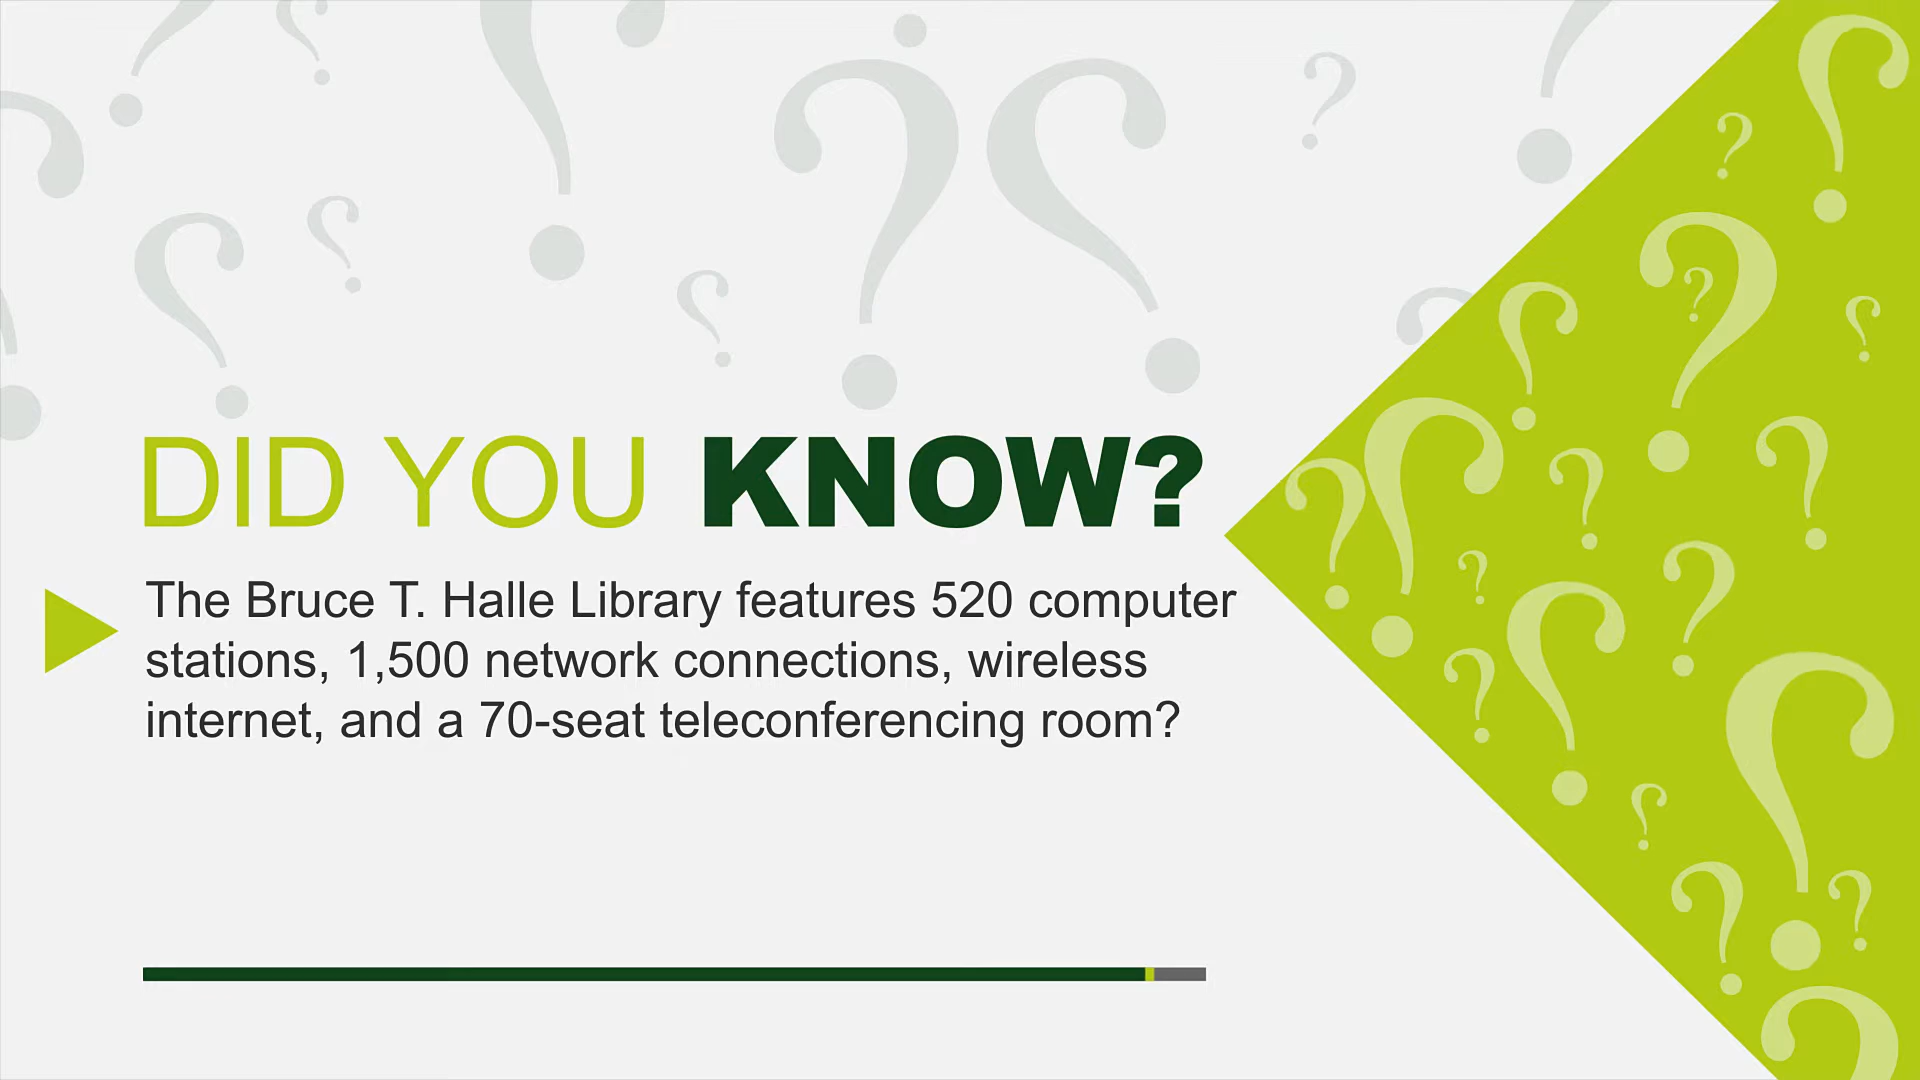 DID YOU KNOW?
The Bruce T. Halle Library features 520 computer
stations, 1,500 network connections, wireless
internet, and a 70-seat teleconferencing room?